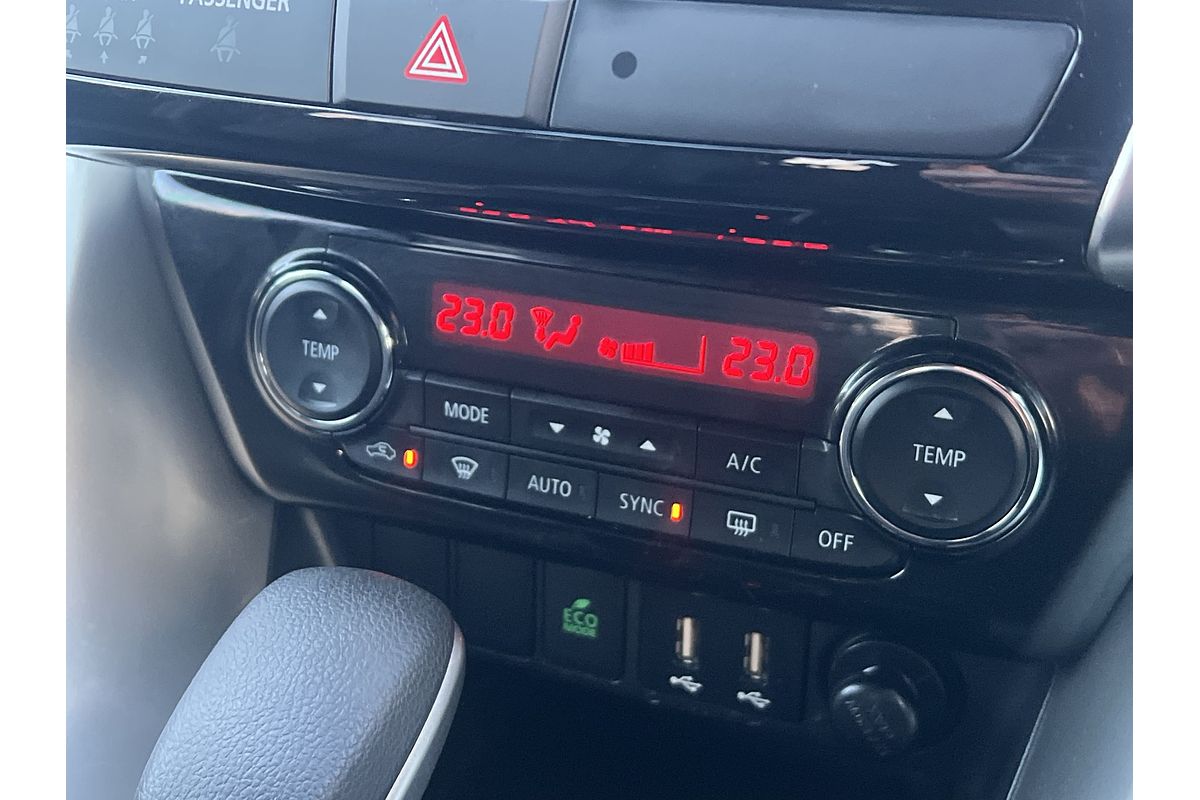 PASSENGER
23.0 23.0
TEMP
MODE
A/C
TEMP
AUTO
SYNC
OFF
ECO
MODE